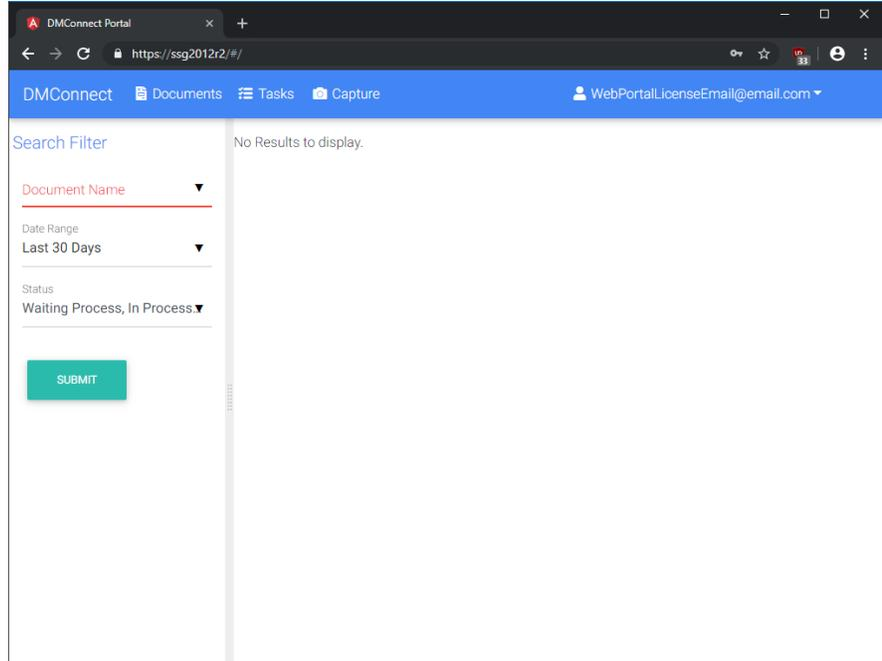 DMConnect Portal
https://ssg2012r2/#/
33
DMConnect Documents Tasks Capture WebPortalLicenseEmail@email.com
Search Filter
No Results to display.
Document Name
Date Range
Last 30 Days
Status
Waiting Process, In Process..
SUBMIT